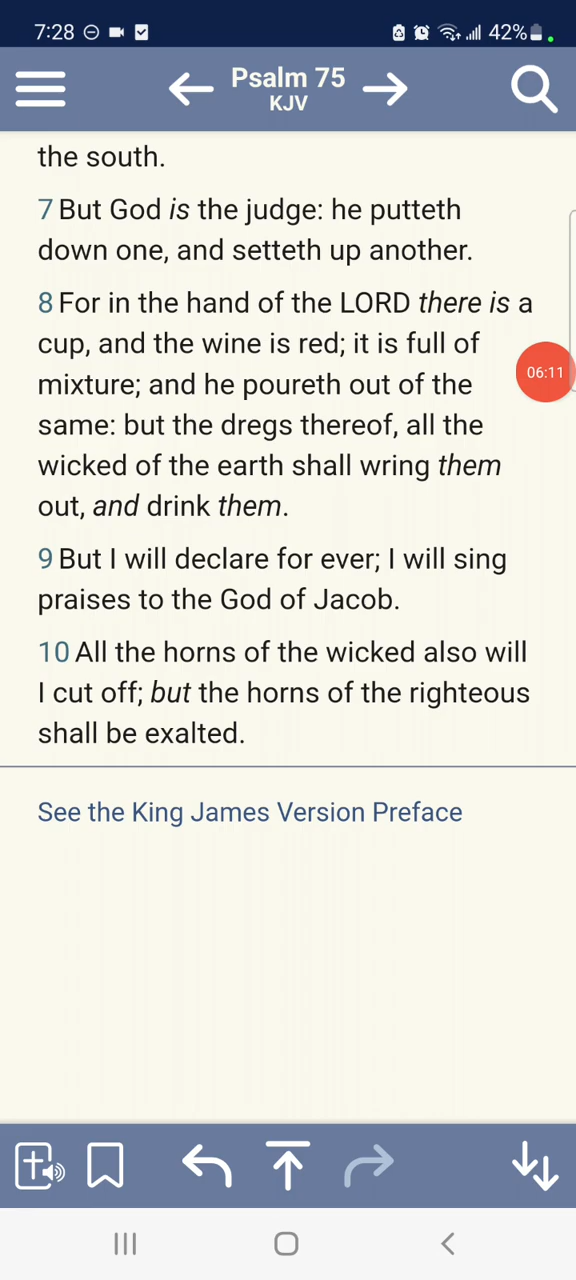 7:28 42%
Psalm 75
KJV
the south.
7 But God is the judge: he putteth
down one, and setteth up another.
8 For in the hand of the LORD there is a
cup, and the wine is red; it is full of
06:11
mixture; and he poureth out of the
same: but the dregs thereof, all the
wicked of the earth shall wring them
out, and drink them.
9 But I will declare for ever; I will sing
praises to the God of Jacob.
10 All the horns of the wicked also will
I cut off; but the horns of the righteous
shall be exalted.
See the King James Version Preface